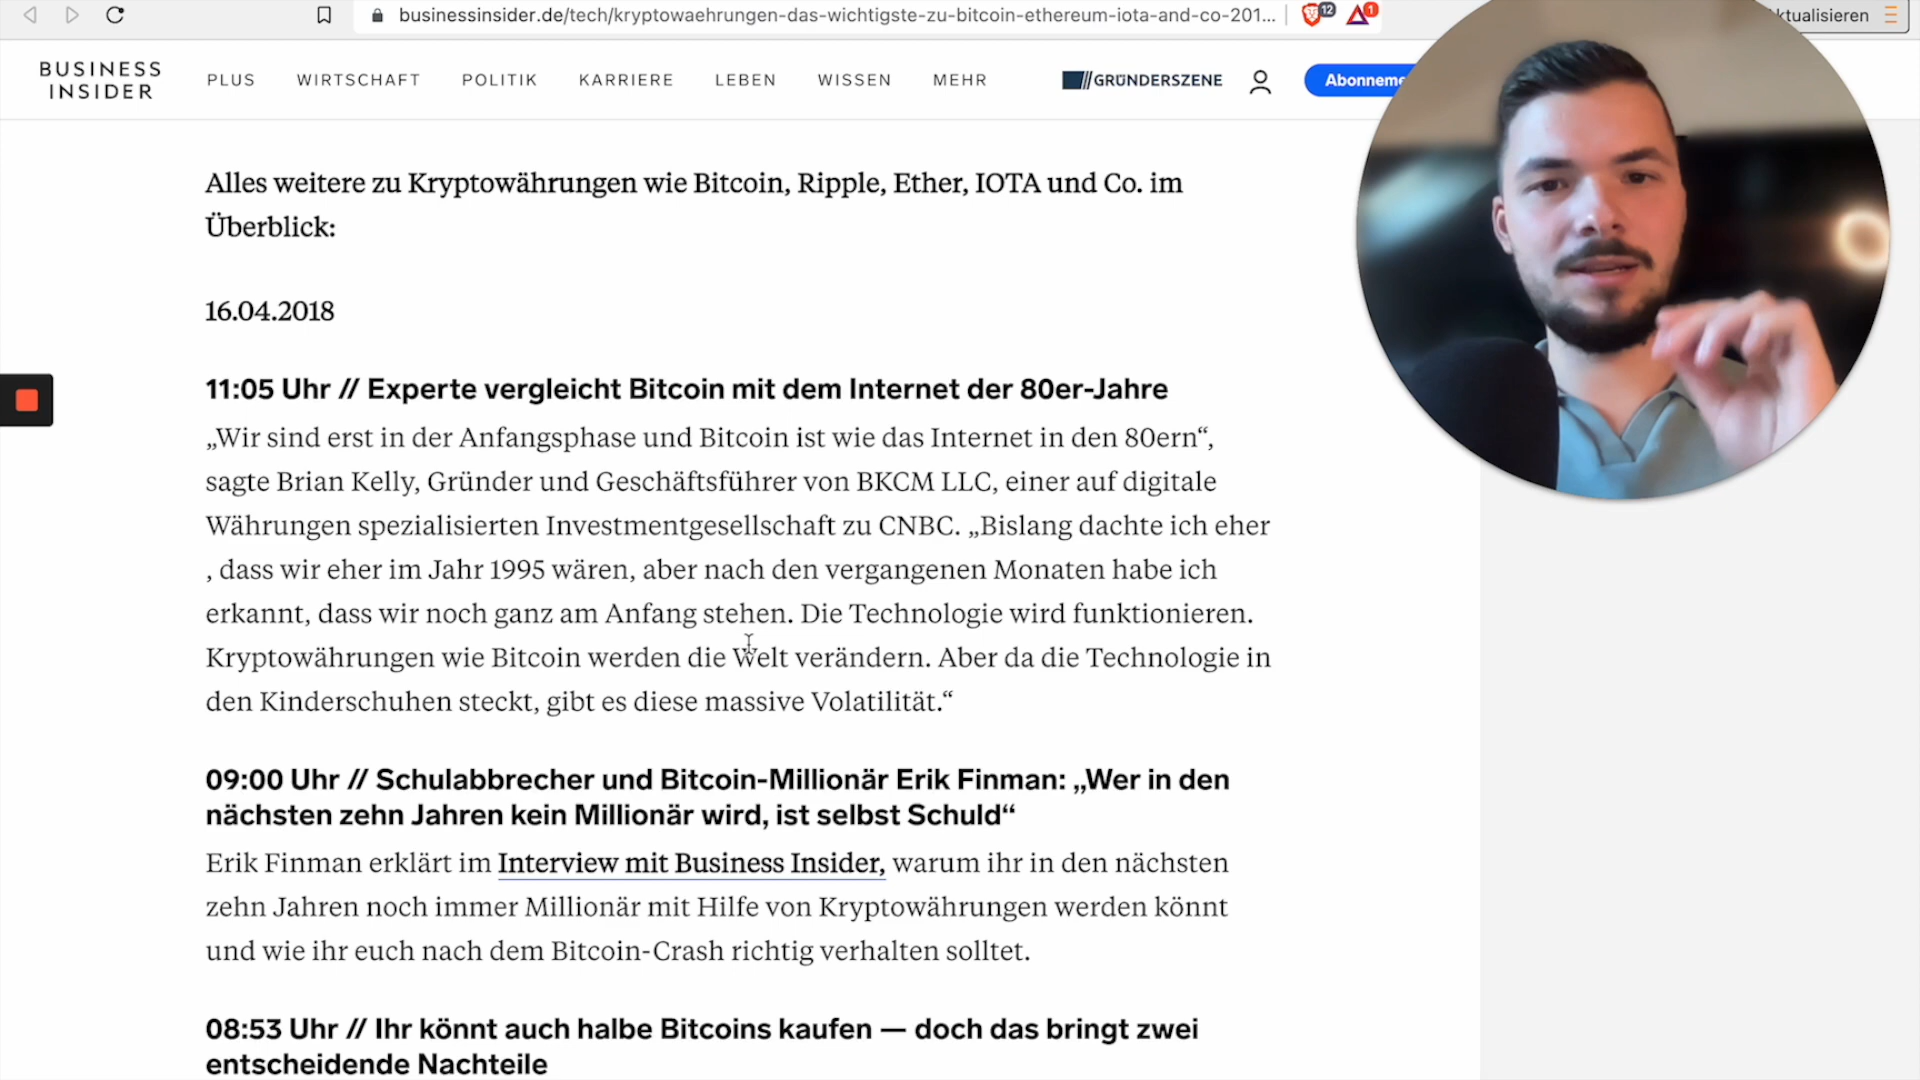 businessinsider.de/tech/kryptowaehrungen-das-wichtigste-zu-bitcoin-ethereum-iota-and-co-201...
12
1
ktualisieren
BUSINESS
INSIDER
PLUS
WIRTSCHAFT
POLITIK
KARRIERE
LEBEN
WISSEN
MEHR
GRÜNDERSZENE
Abonneme
Alles weitere zu Kryptowährungen wie Bitcoin, Ripple, Ether, IOTA und Co. im
Überblick:
16.04.2018
11:05 Uhr // Experte vergleicht Bitcoin mit dem Internet der 80er-Jahre
„Wir sind erst in der Anfangsphase und Bitcoin ist wie das Internet in den 80ern“,
sagte Brian Kelly, Gründer und Geschäftsführer von BKCM LLC, einer auf digitale
Währungen spezialisierten Investmentgesellschaft zu CNBC. „Bislang dachte ich eher
, dass wir eher im Jahr 1995 wären, aber nach den vergangenen Monaten habe ich
erkannt, dass wir noch ganz am Anfang stehen. Die Technologie wird funktionieren.
Kryptowährungen wie Bitcoin werden die Welt verändern. Aber da die Technologie in
den Kinderschuhen steckt, gibt es diese massive Volatilität.“
09:00 Uhr // Schulabbrecher und Bitcoin-Millionär Erik Finman: „Wer in den
nächsten zehn Jahren kein Millionär wird, ist selbst Schuld“
Erik Finman erklärt im Interview mit Business Insider, warum ihr in den nächsten
zehn Jahren noch immer Millionär mit Hilfe von Kryptowährungen werden könnt
und wie ihr euch nach dem Bitcoin-Crash richtig verhalten solltet.
08:53 Uhr // Ihr könnt auch halbe Bitcoins kaufen — doch das bringt zwei
entscheidende Nachteile